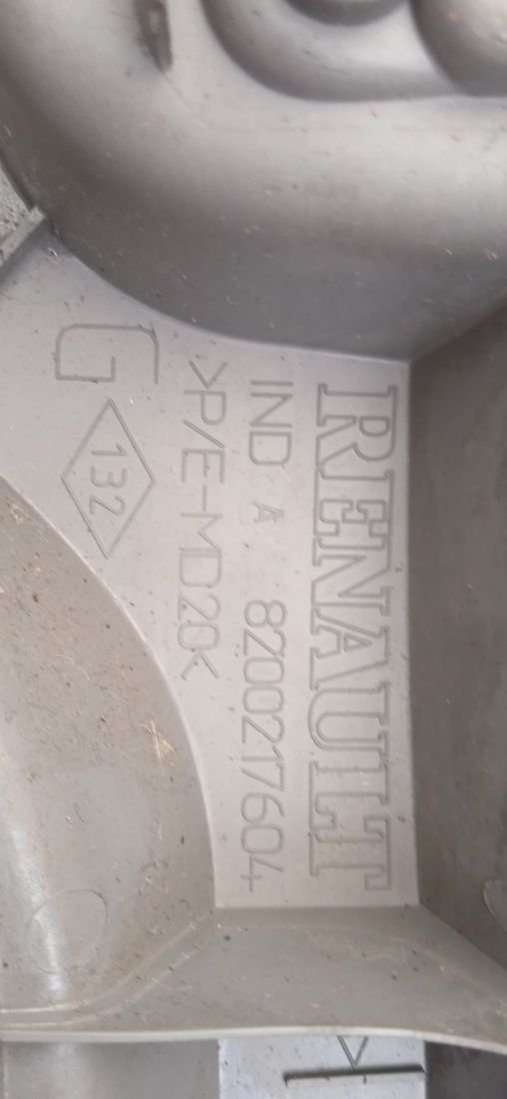 RENAULT
IND A 8200217604
>P/E-MD20<
G 132